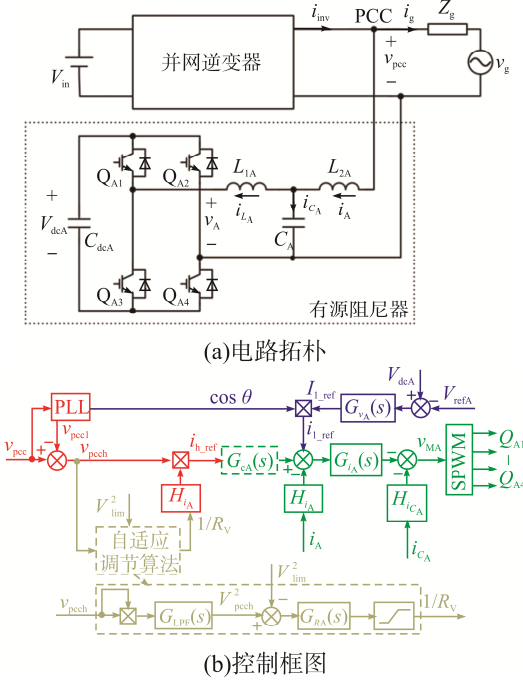 i_inv PCC i_g Z_g
V_in 并网逆变器 + v_pcc − v_g
Q_A1 Q_A2 L_1A L_2A
+ V_dcA − C_dcA + v_A − i_LA i_CA i_A
C_A
Q_A3 Q_A4
有源阻尼器
(a)电路拓扑
V_dcA
PLL cos θ I_1_ref G_vA(s) + − V_refA
v_pcc v_pcc1 i_1_ref
+ − v_pcch i_h_ref G_cA(s) + − G_iA(s) − − v_MA SPWM Q_A1
Q_A4
H_iA H_iA H_iCA
V²_lim 1/R_V i_A i_CA
自适应
调节算法
V²_lim
v_pcch G_LPF(s) V²_pcch + − G_RA(s) 1/R_V
(b)控制框图